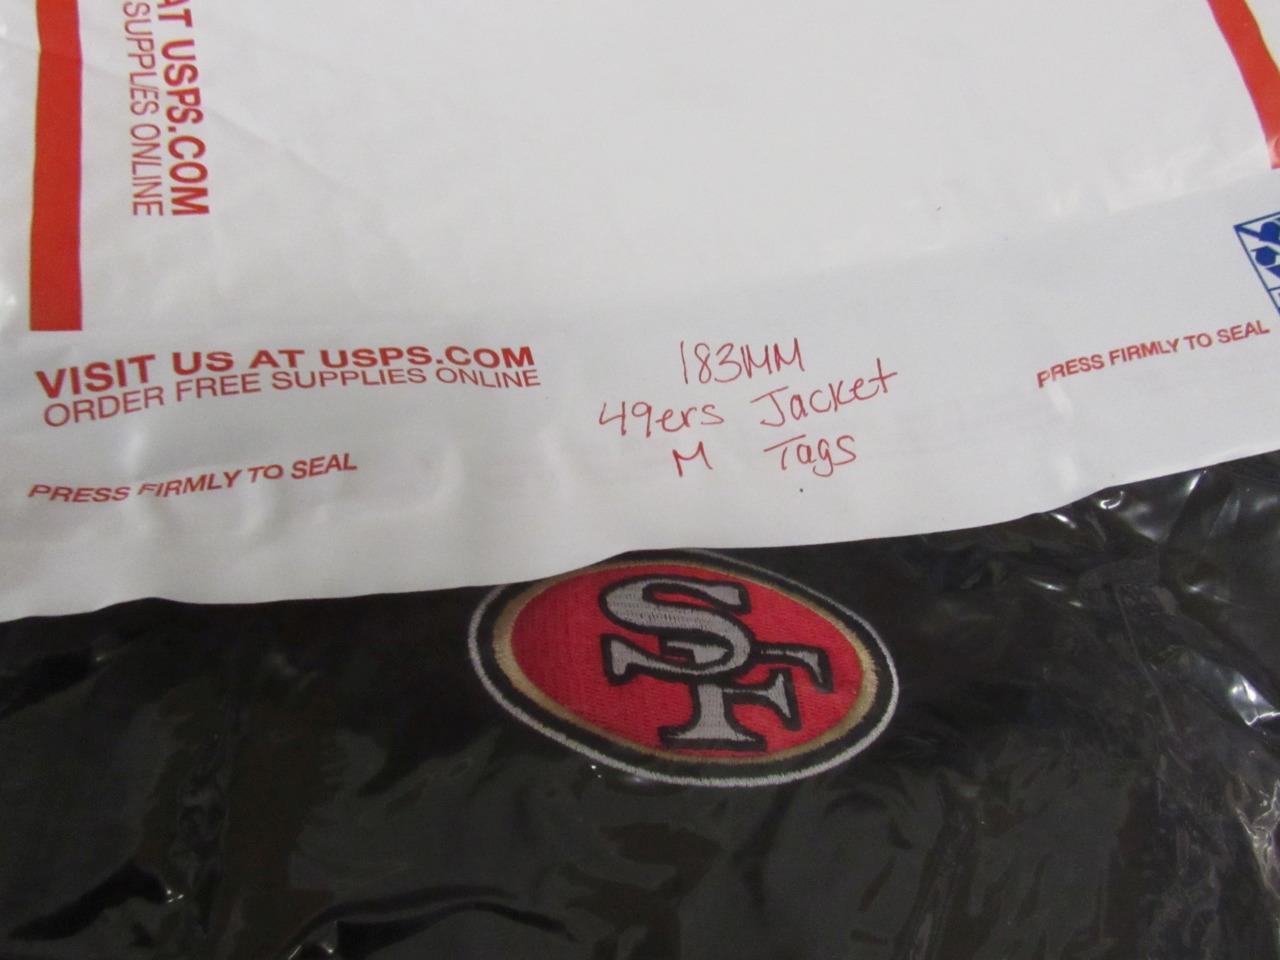 AT USPS.COM
SUPPLIES ONLINE
VISIT US AT USPS.COM
ORDER FREE SUPPLIES ONLINE
PRESS FIRMLY TO SEAL
183MM
49ers Jacket
M Tags
PRESS FIRMLY TO SEAL
SF